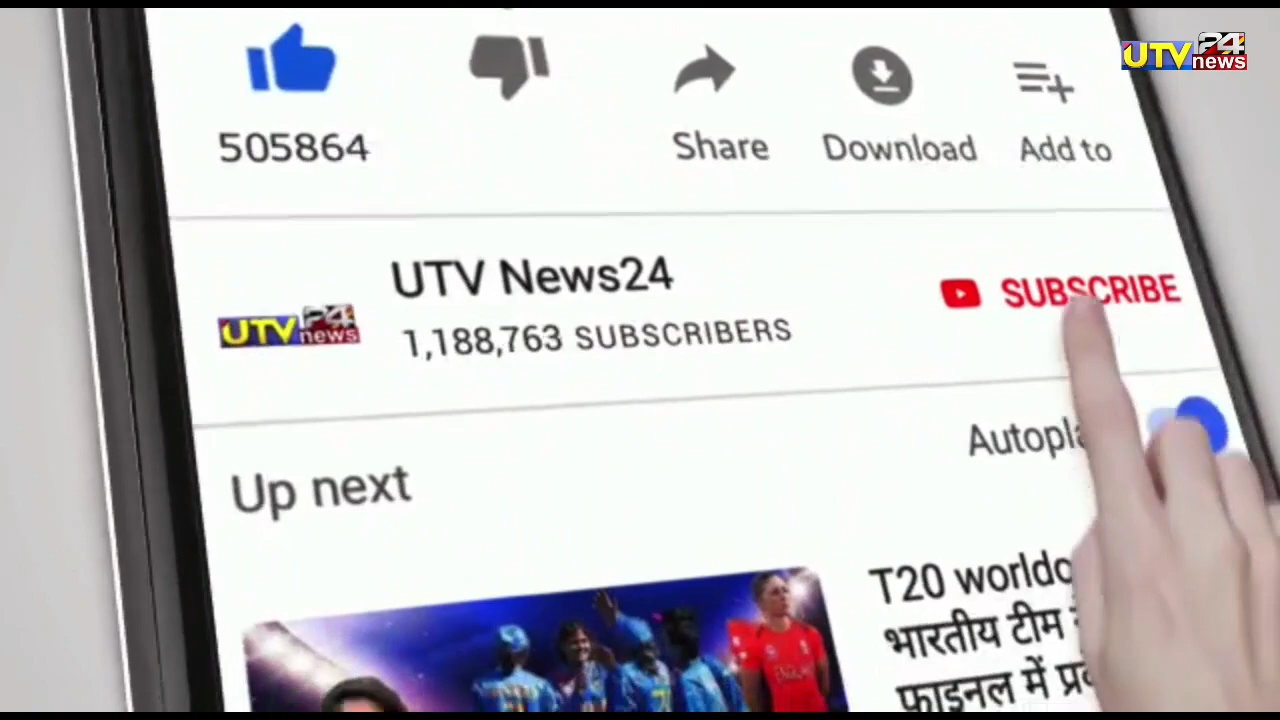 UTV 24 news
505864
Share
Download
Add to
UTV News24
1,188,763 SUBSCRIBERS
SUBSCRIBE
UTV 24 news
Up next
T20
भारतीय टीम
फाइनल में
ENGLAND